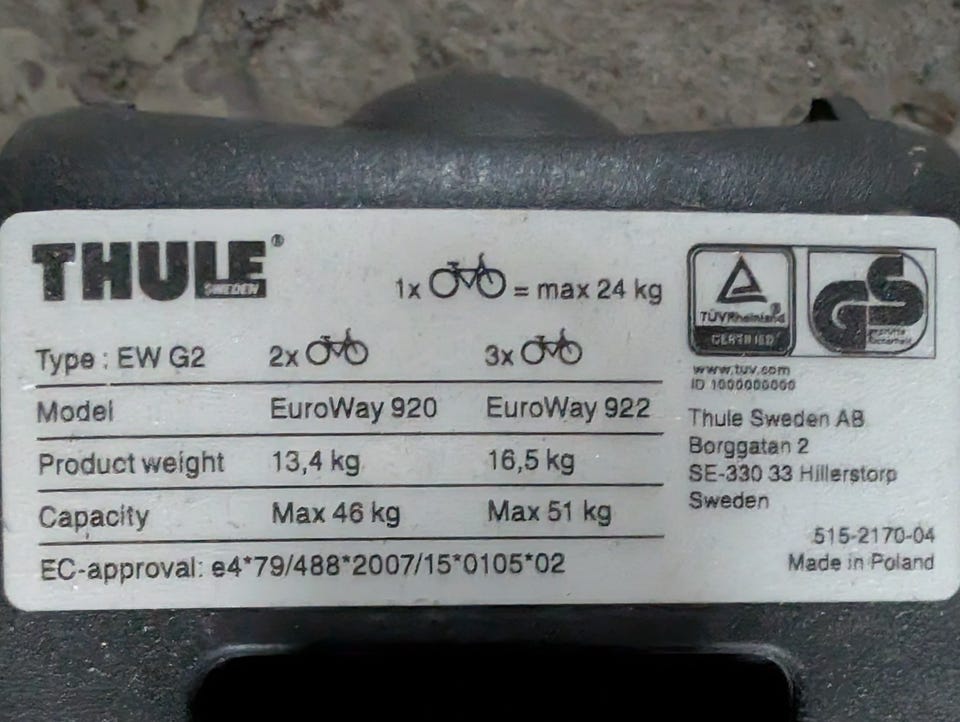 THULE®
SWEDEN
1x = max 24 kg
Type : EW G2 2x 3x
Model EuroWay 920 EuroWay 922
Product weight 13,4 kg 16,5 kg
Capacity Max 46 kg Max 51 kg
EC-approval: e4*79/488*2007/15*0105*02
TÜVRheinland®
CERTIFIED
GS
geprüfte
Sicherheit
www.tuv.com
ID 1000000000
Thule Sweden AB
Borggatan 2
SE-330 33 Hillerstorp
Sweden
515-2170-04
Made in Poland